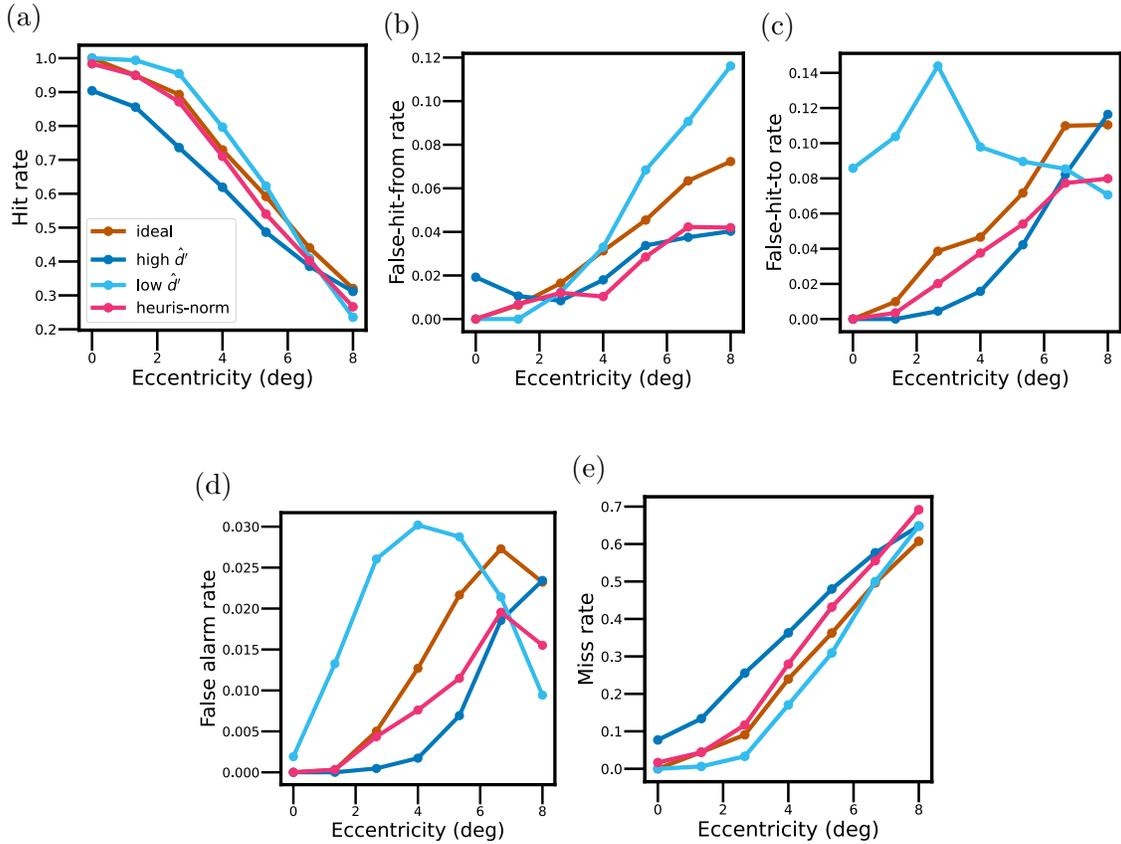 (a)
1.0
0.9
0.8
0.7
0.6
0.5
0.4
0.3
0.2
Hit rate
ideal
high d̂′
low d̂′
heuris-norm
0 2 4 6 8
Eccentricity (deg)
(b)
0.12
0.10
0.08
0.06
0.04
0.02
0.00
False-hit-from rate
0 2 4 6 8
Eccentricity (deg)
(c)
0.14
0.12
0.10
0.08
0.06
0.04
0.02
0.00
False-hit-to rate
0 2 4 6 8
Eccentricity (deg)
(d)
0.030
0.025
0.020
0.015
0.010
0.005
0.000
False alarm rate
0 2 4 6 8
Eccentricity (deg)
(e)
0.7
0.6
0.5
0.4
0.3
0.2
0.1
0.0
Miss rate
0 2 4 6 8
Eccentricity (deg)